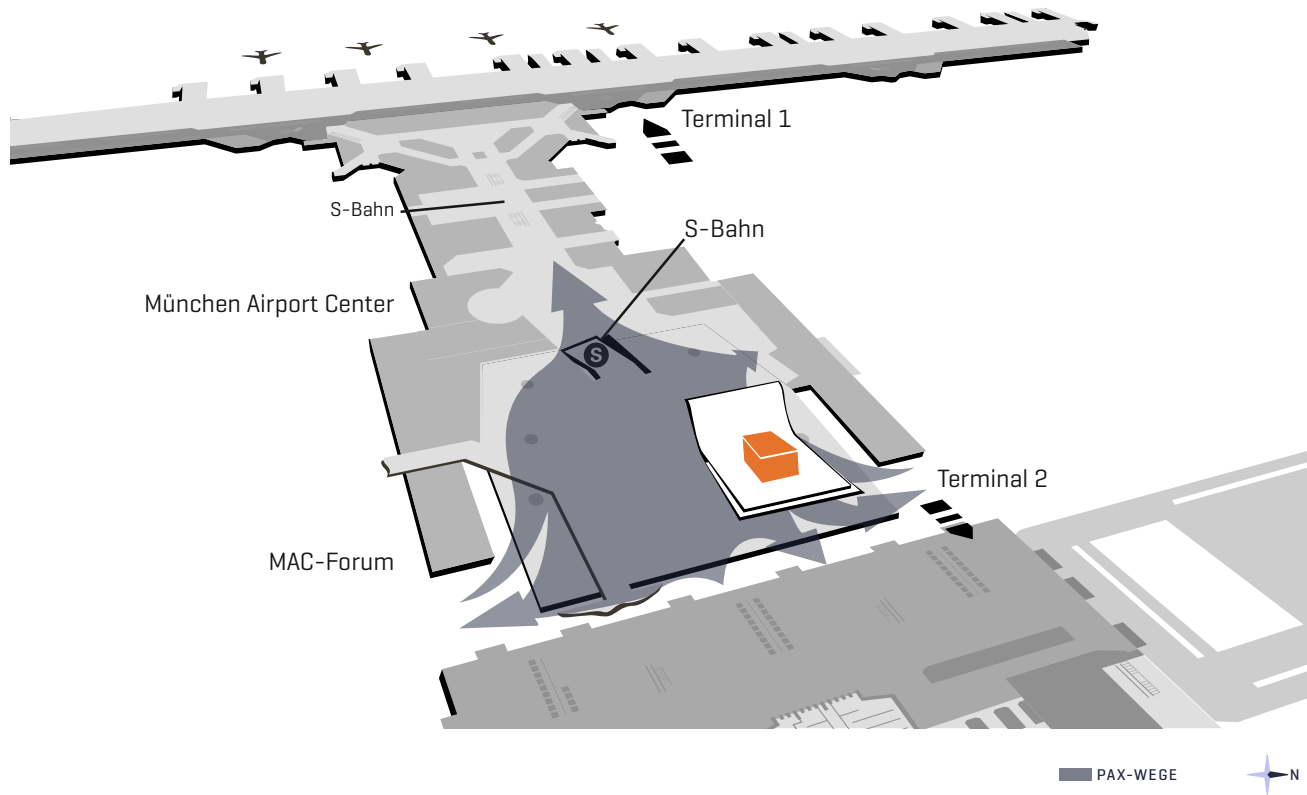 Terminal 1
S-Bahn
S-Bahn
München Airport Center
S
Terminal 2
MAC-Forum
PAX-WEGE
N